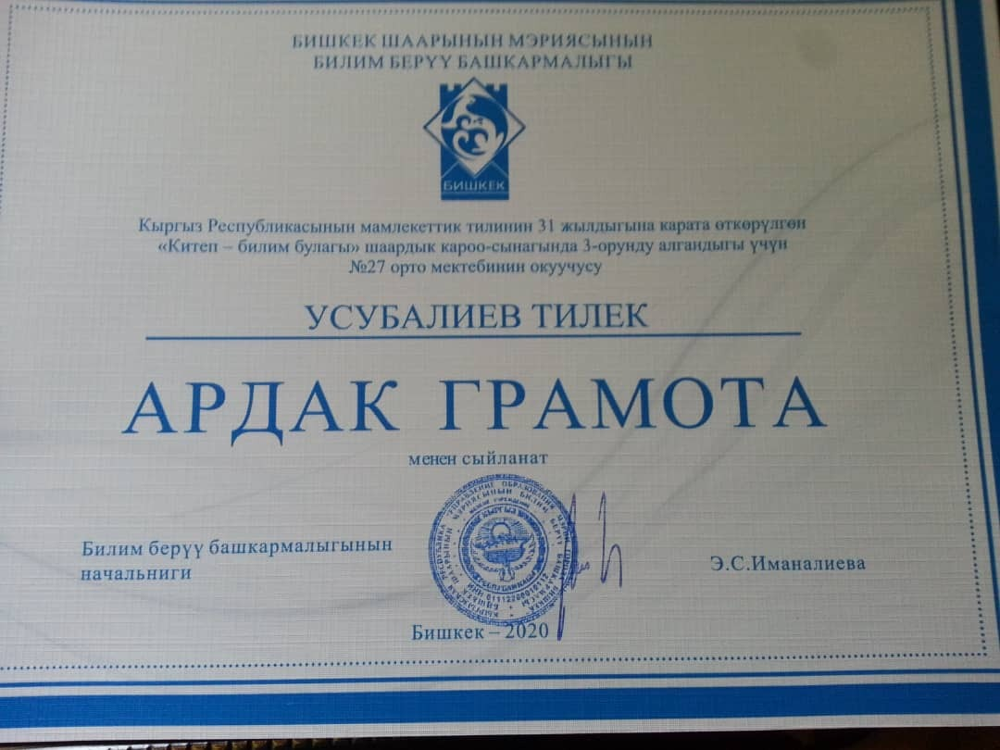 БИШКЕК ШААРЫНЫН МЭРИЯСЫНЫН
БИЛИМ БЕРҮҮ БАШКАРМАЛЫГЫ
БИШКЕК
Кыргыз Республикасынын мамлекеттик тилинин 31 жылдыгына карата өткөрүлгөн
«Китеп – билим булагы» шаардык кароо-сынагында 3-орунду алгандыгы үчүн
№27 орто мектебинин окуучусу
УСУБАЛИЕВ ТИЛЕК
АРДАК ГРАМОТА
менен сыйланат
Билим берүү башкармалыгынын
начальниги
Э.С.Иманалиева
Бишкек – 2020